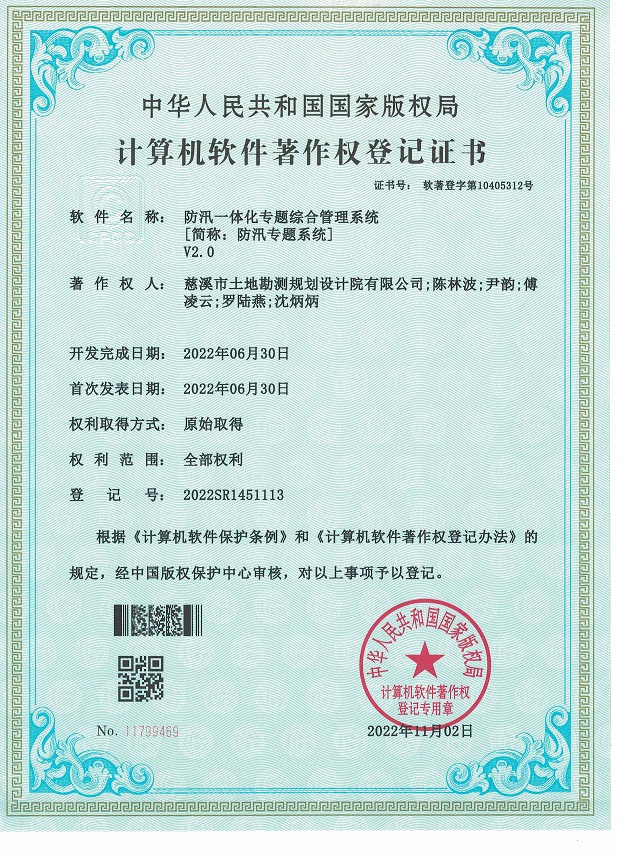 中华人民共和国国家版权局
计算机软件著作权登记证书
证书号： 软著登字第10405312号
软件名称： 防汛一体化专题综合管理系统
[简称：防汛专题系统]
V2.0
著作权人： 慈溪市土地勘测规划设计院有限公司;陈林波;尹韵;傅
凌云;罗陆燕;沈炳炳
开发完成日期： 2022年06月30日
首次发表日期： 2022年06月30日
权利取得方式： 原始取得
权利范围： 全部权利
登记号： 2022SR1451113
根据《计算机软件保护条例》和《计算机软件著作权登记办法》的
规定，经中国版权保护中心审核，对以上事项予以登记。
中华人民共和国国家版权局
计算机软件著作权
登记专用章
No. 11799469
2022年11月02日